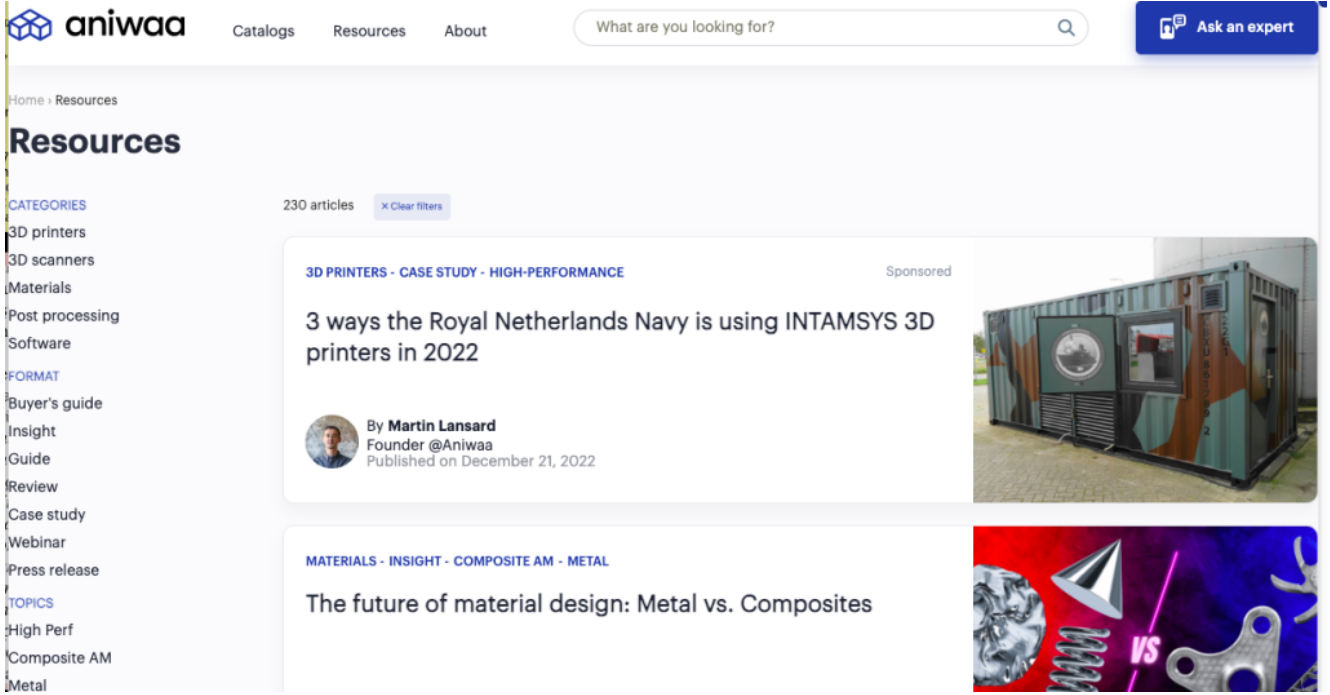 aniwaa
Catalogs
Resources
About
What are you looking for?
Ask an expert
Home › Resources
Resources
CATEGORIES
3D printers
3D scanners
Materials
Post processing
Software
FORMAT
Buyer's guide
Insight
Guide
Review
Case study
Webinar
Press release
TOPICS
High Perf
Composite AM
Metal
230 articles
× Clear filters
3D PRINTERS - CASE STUDY - HIGH-PERFORMANCE
Sponsored
3 ways the Royal Netherlands Navy is using INTAMSYS 3D
printers in 2022
By Martin Lansard
Founder @Aniwaa
Published on December 21, 2022
MATERIALS - INSIGHT - COMPOSITE AM - METAL
The future of material design: Metal vs. Composites
VS